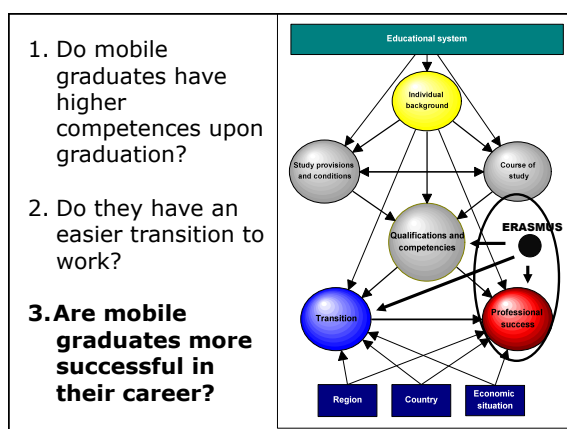 1. Do mobile
graduates have
higher
competences upon
graduation?
2. Do they have an
easier transition to
work?
3.Are mobile
graduates more
successful in
their career?
Educational system
Individual
background
Study provisions
and conditions
Course of
study
Qualifications and
competencies
ERASMUS
Transition
Professional
success
Region
Country
Economic
situation